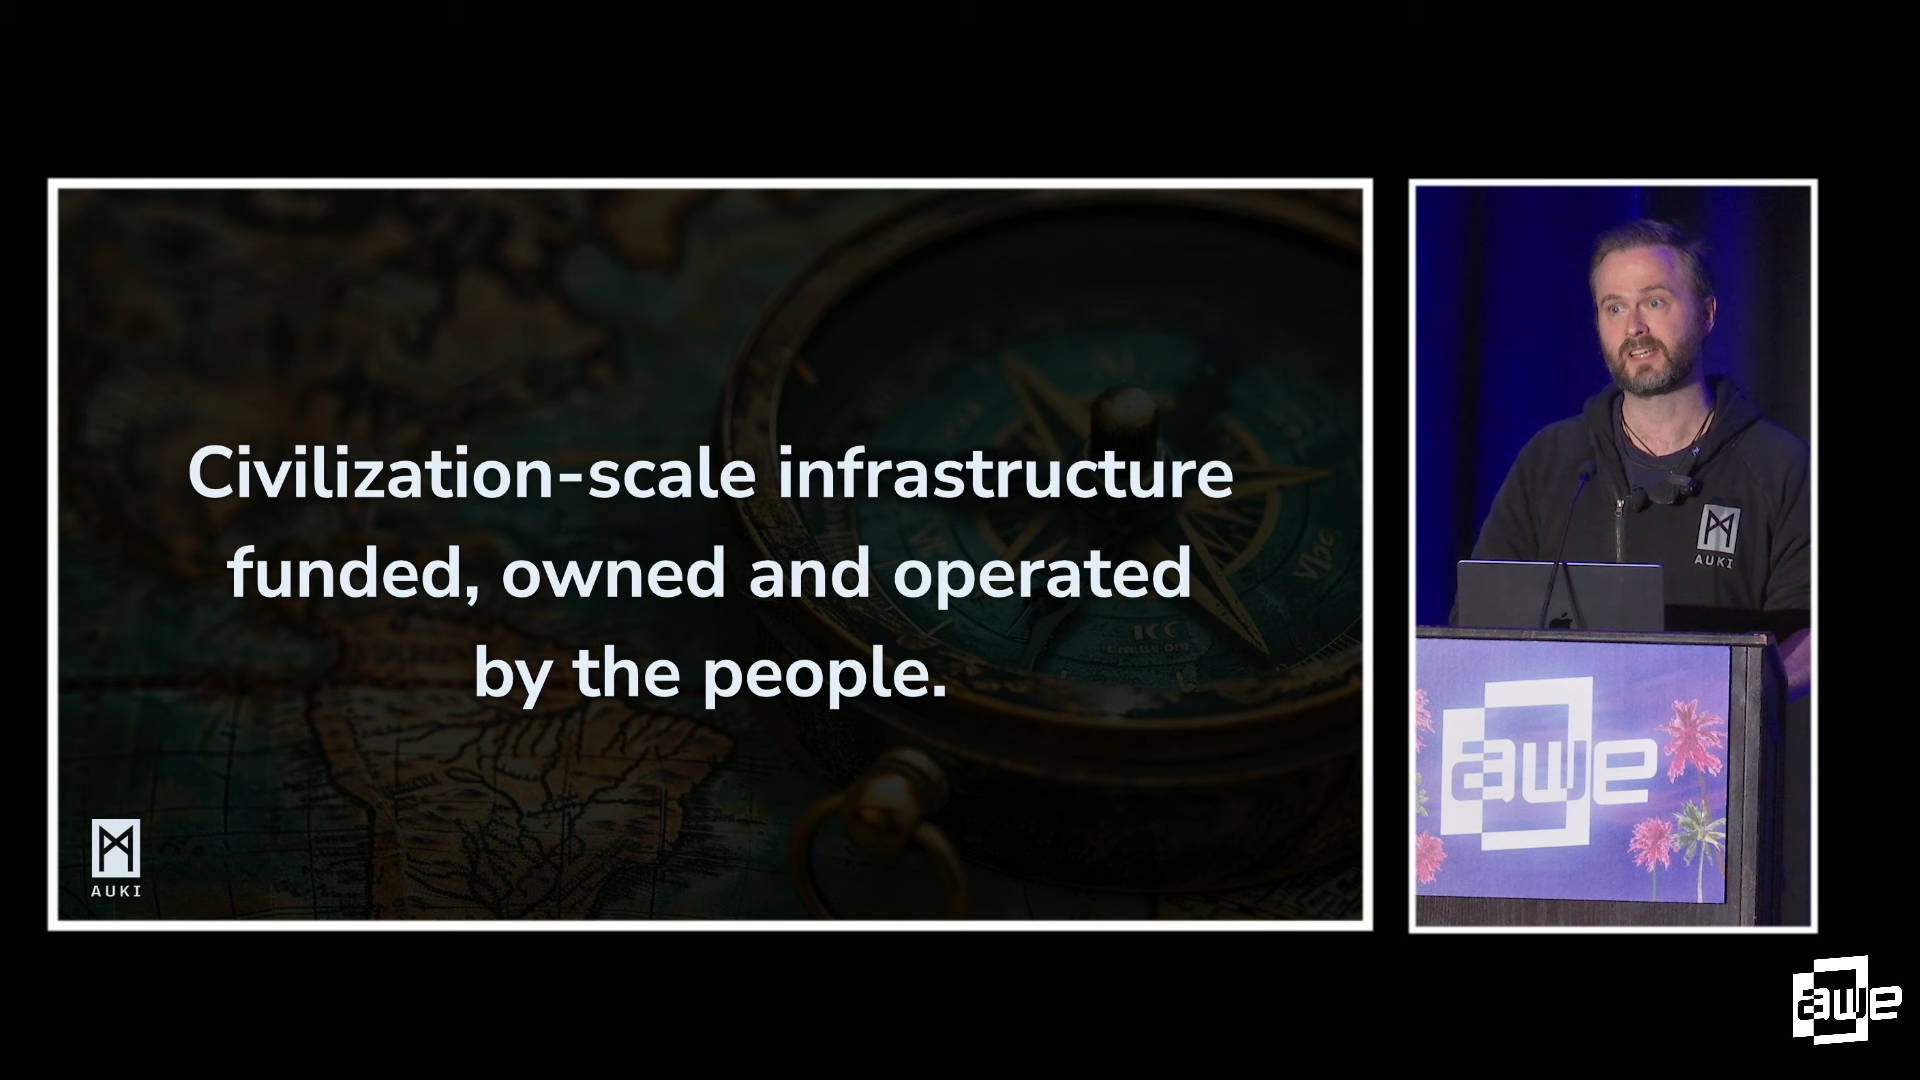 Civilization-scale infrastructure
funded, owned and operated
by the people.
AUKI
AUKI
awe
awe